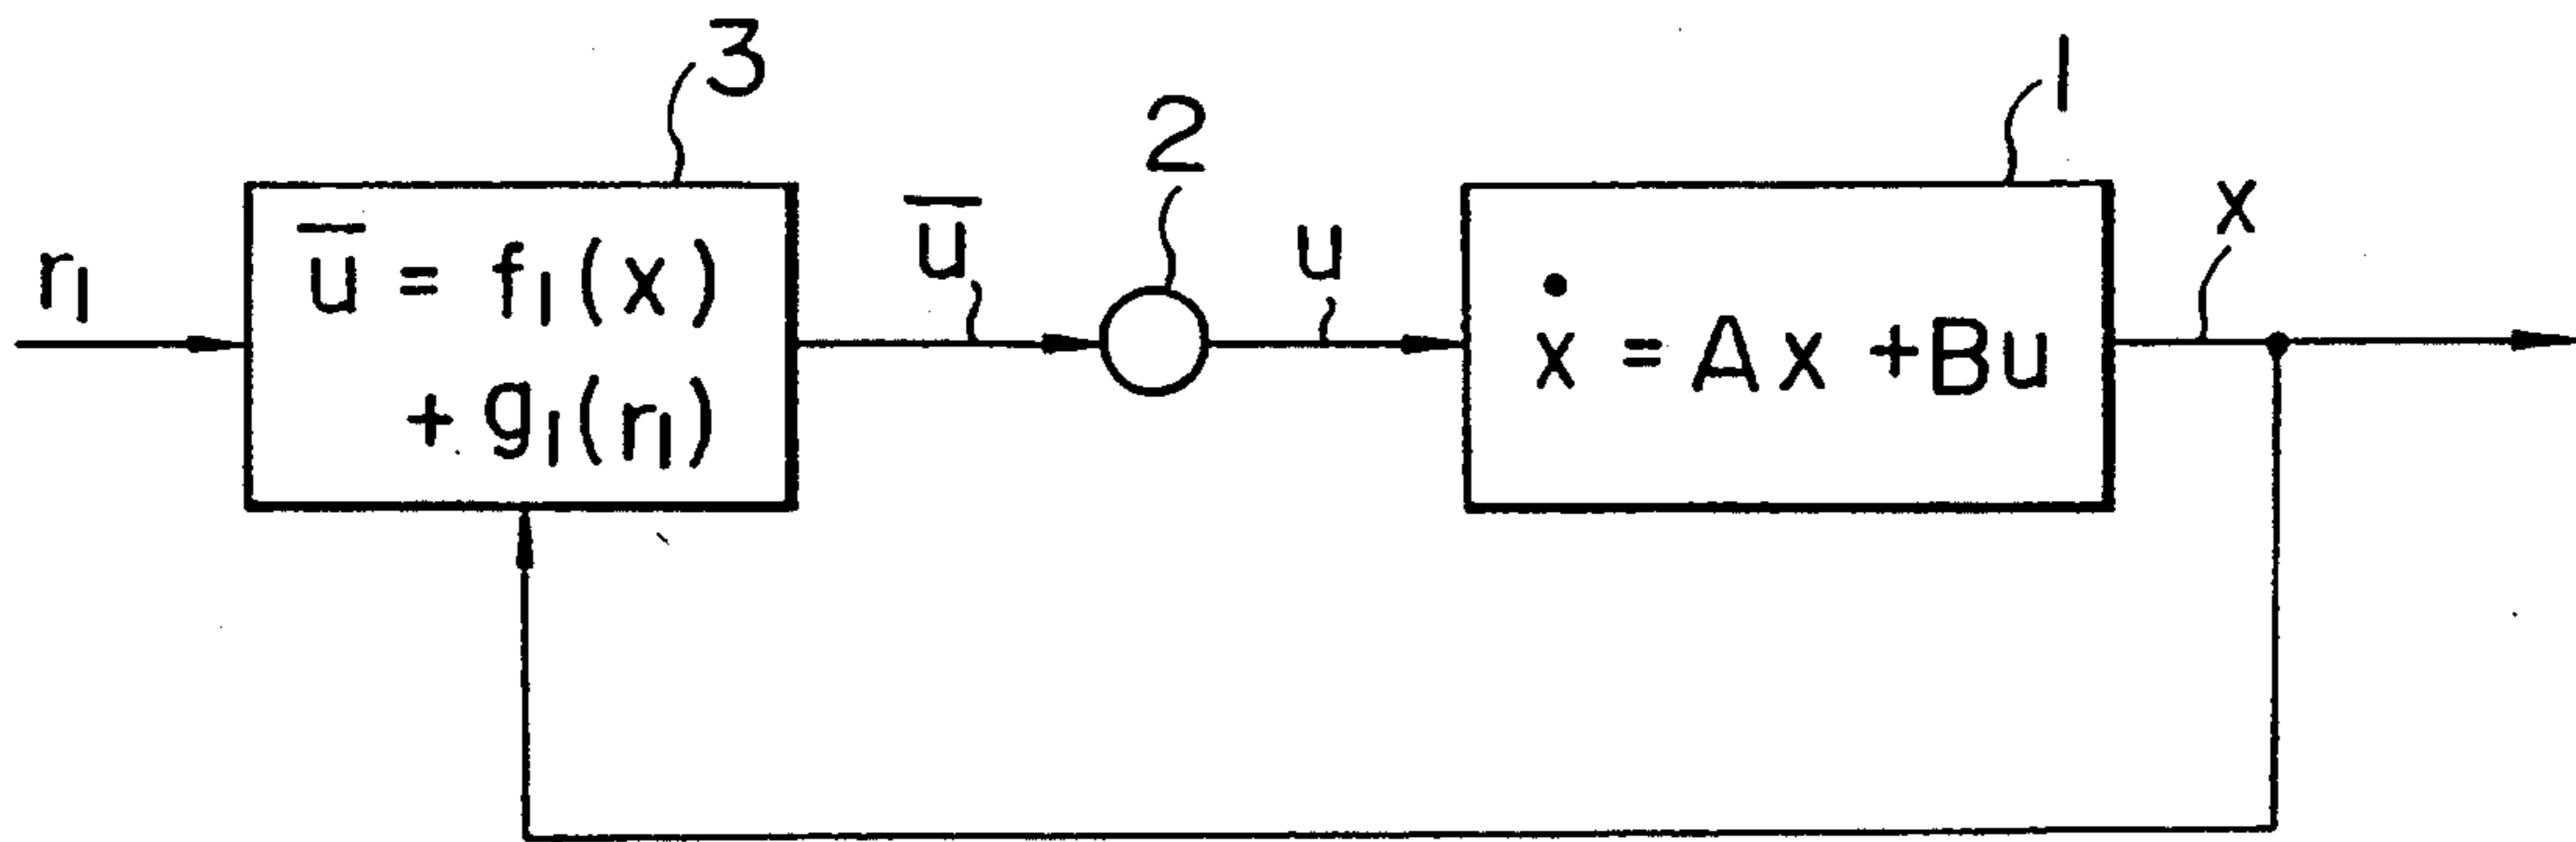 3
1
2
x
r₁
u̅ = f₁(x)
+ g₁(r₁)
u̅
u
ẋ = Ax + Bu